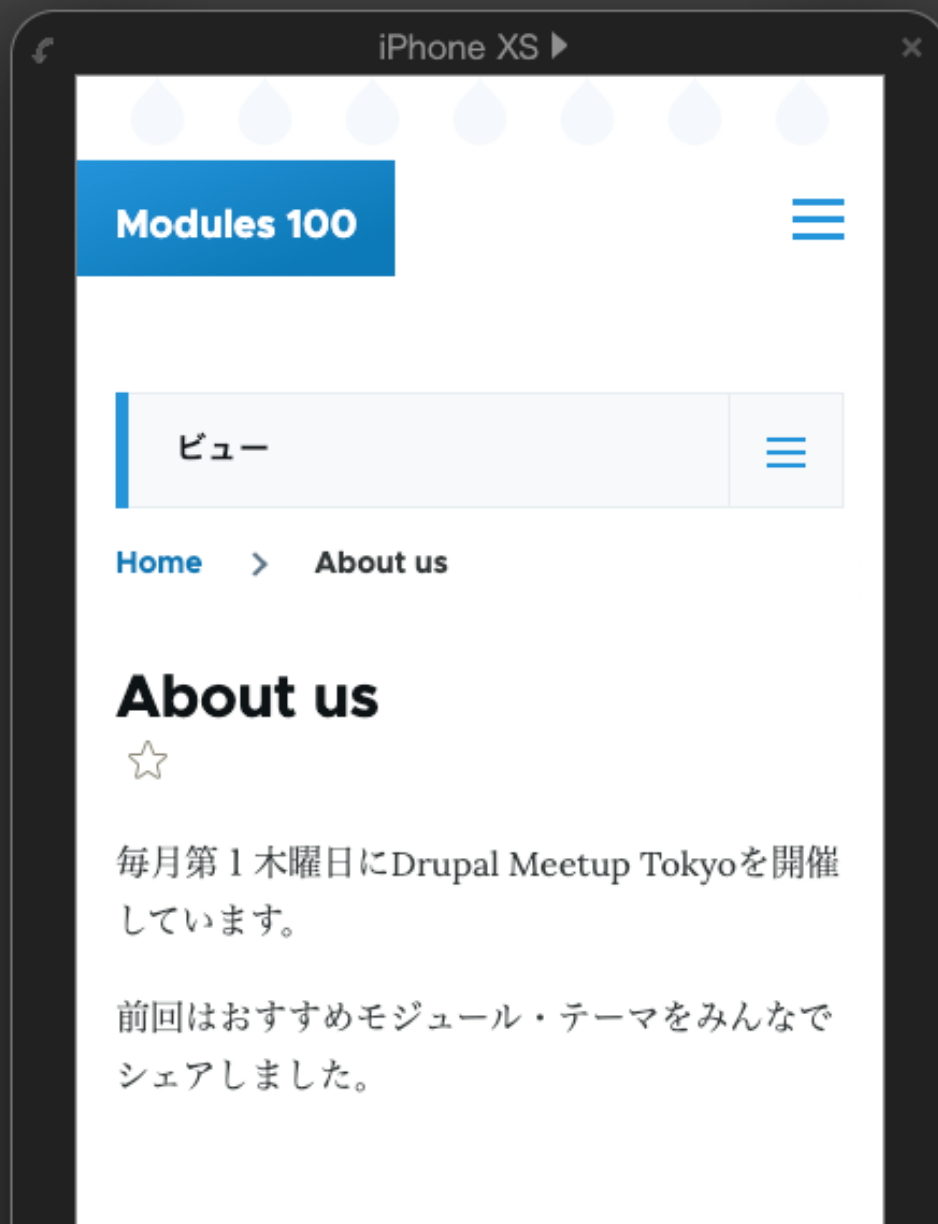 iPhone XS
Modules 100
ビュー
Home
About us
About us
毎月第１木曜日にDrupal Meetup Tokyoを開催
しています。
前回はおすすめモジュール・テーマをみんなで
シェアしました。